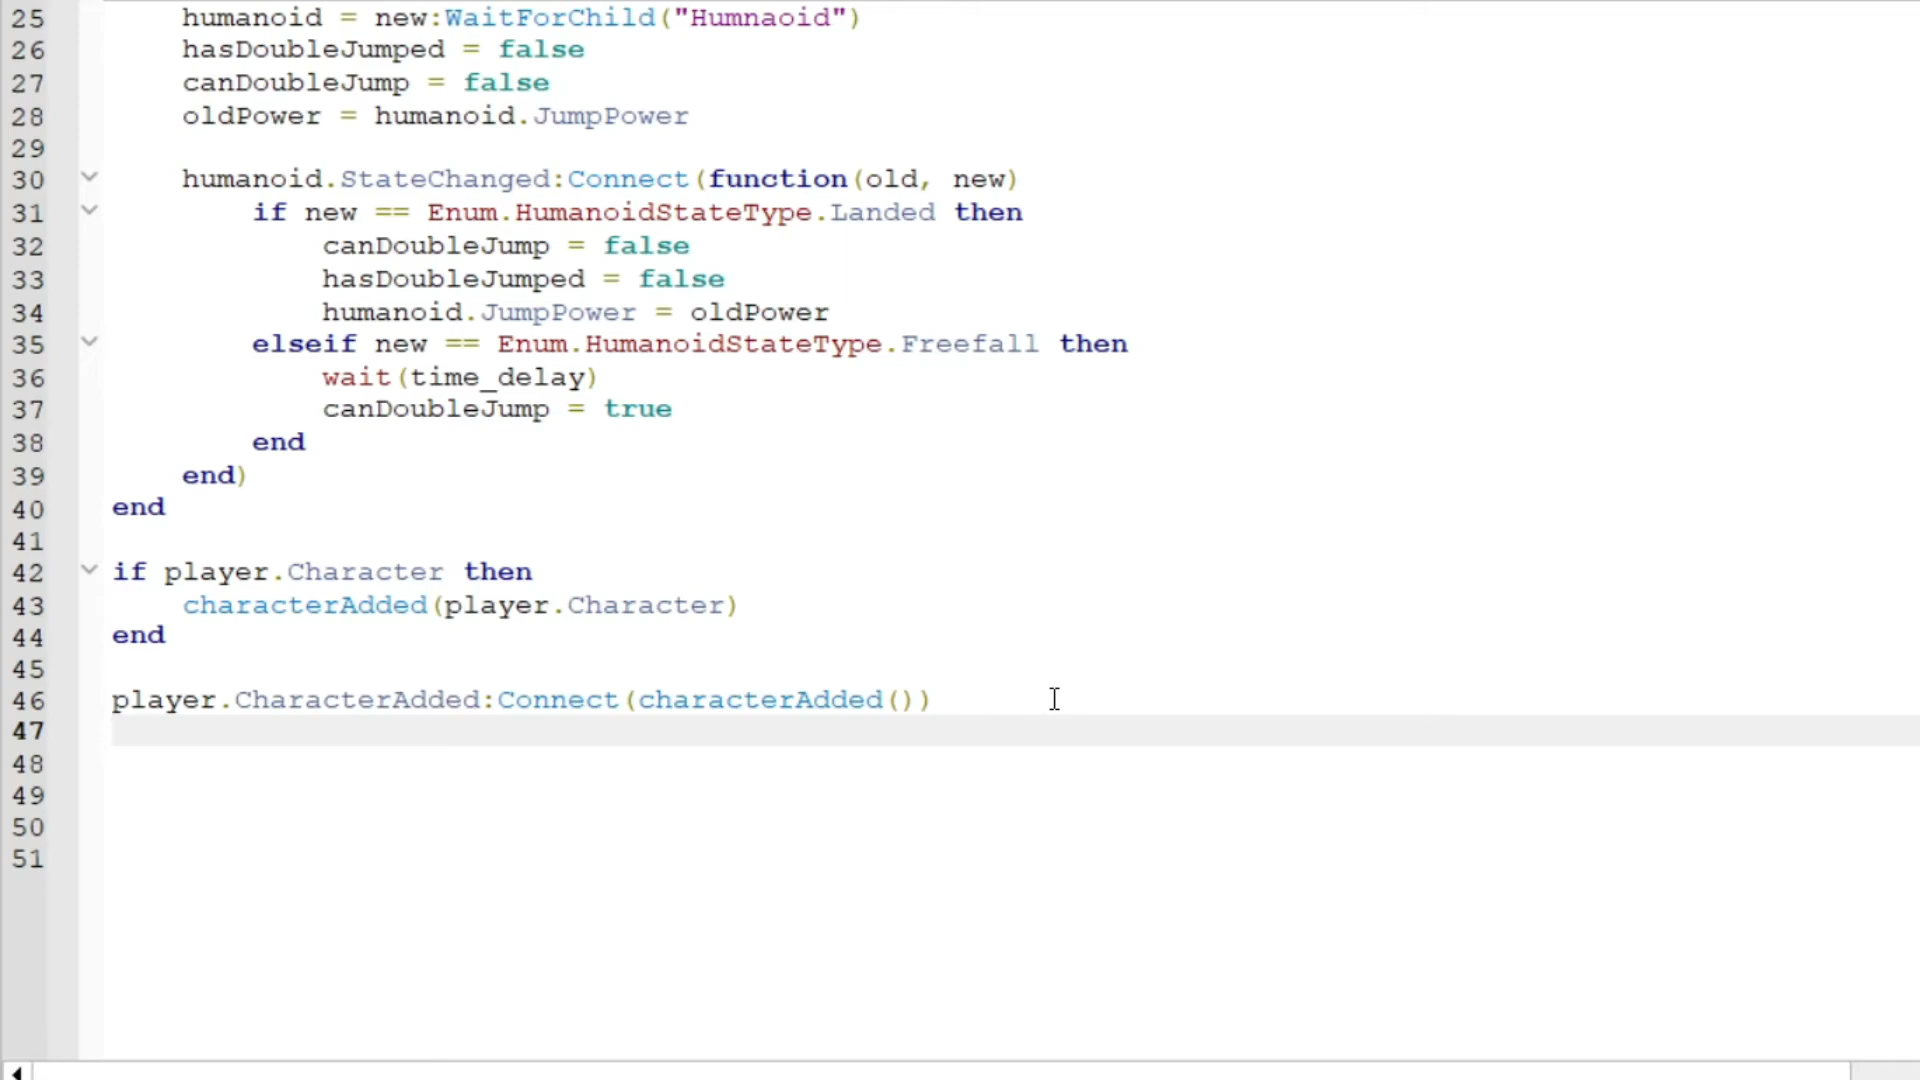 25 humanoid = new:WaitForChild("Humnaoid")
26 hasDoubleJumped = false
27 canDoubleJump = false
28 oldPower = humanoid.JumpPower
29
30 humanoid.StateChanged:Connect(function(old, new)
31 if new == Enum.HumanoidStateType.Landed then
32 canDoubleJump = false
33 hasDoubleJumped = false
34 humanoid.JumpPower = oldPower
35 elseif new == Enum.HumanoidStateType.Freefall then
36 wait(time_delay)
37 canDoubleJump = true
38 end
39 end)
40 end
41
42 if player.Character then
43 characterAdded(player.Character)
44 end
45
46 player.CharacterAdded:Connect(characterAdded())
47
48
49
50
51